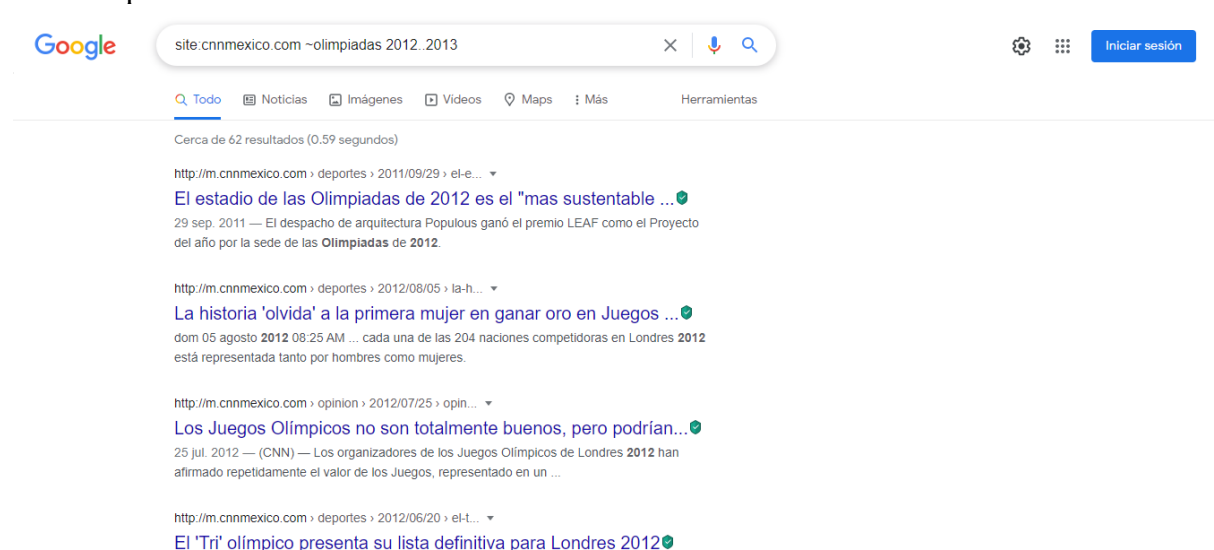 Google
site:cnnmexico.com ~olimpiadas 2012..2013
Iniciar sesión
Todo Noticias Imágenes Videos Maps Más Herramientas
Cerca de 62 resultados (0.59 segundos)
http://m.cnnmexico.com › deportes › 2011/09/29 › el-e...
El estadio de las Olimpiadas de 2012 es el "mas sustentable ...
29 sep. 2011 — El despacho de arquitectura Populous ganó el premio LEAF como el Proyecto
del año por la sede de las Olimpiadas de 2012.
http://m.cnnmexico.com › deportes › 2012/08/05 › la-h...
La historia 'olvida' a la primera mujer en ganar oro en Juegos ...
dom 05 agosto 2012 08:25 AM ... cada una de las 204 naciones competidoras en Londres 2012
está representada tanto por hombres como mujeres.
http://m.cnnmexico.com › opinion › 2012/07/25 › opin...
Los Juegos Olímpicos no son totalmente buenos, pero podrían...
25 jul. 2012 — (CNN) — Los organizadores de los Juegos Olímpicos de Londres 2012 han
afirmado repetidamente el valor de los Juegos, representado en un ...
http://m.cnnmexico.com › deportes › 2012/06/20 › el-t...
El 'Tri' olímpico presenta su lista definitiva para Londres 2012